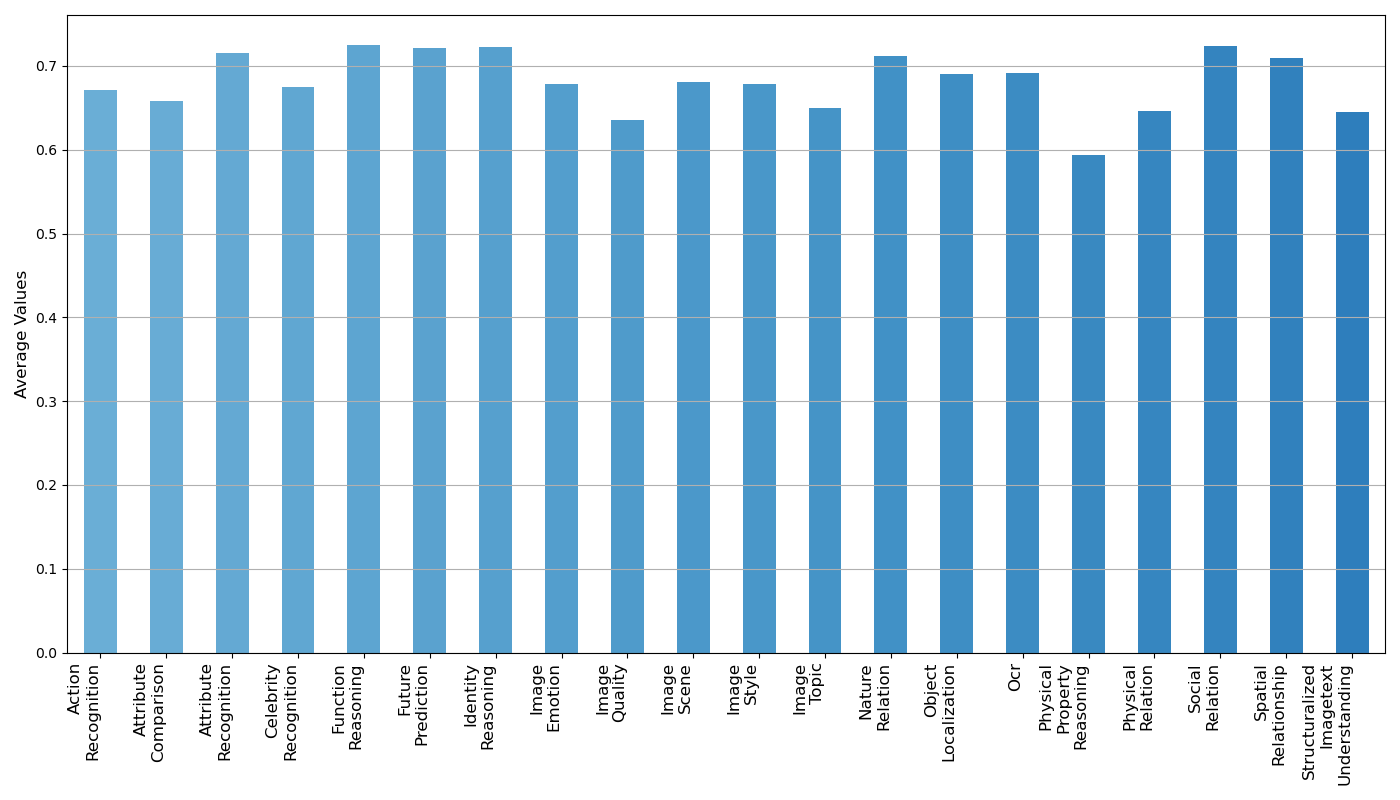 Average Values
0.7
0.6
0.5
0.4
0.3
0.2
0.1
0.0
Action
Recognition
Attribute
Comparison
Attribute
Recognition
Celebrity
Recognition
Function
Reasoning
Future
Prediction
Identity
Reasoning
Image
Emotion
Image
Quality
Image
Scene
Image
Style
Image
Topic
Nature
Relation
Object
Localization
Ocr
Physical
Property
Reasoning
Physical
Relation
Social
Relation
Spatial
Relationship
Structuralized
Imagetext
Understanding